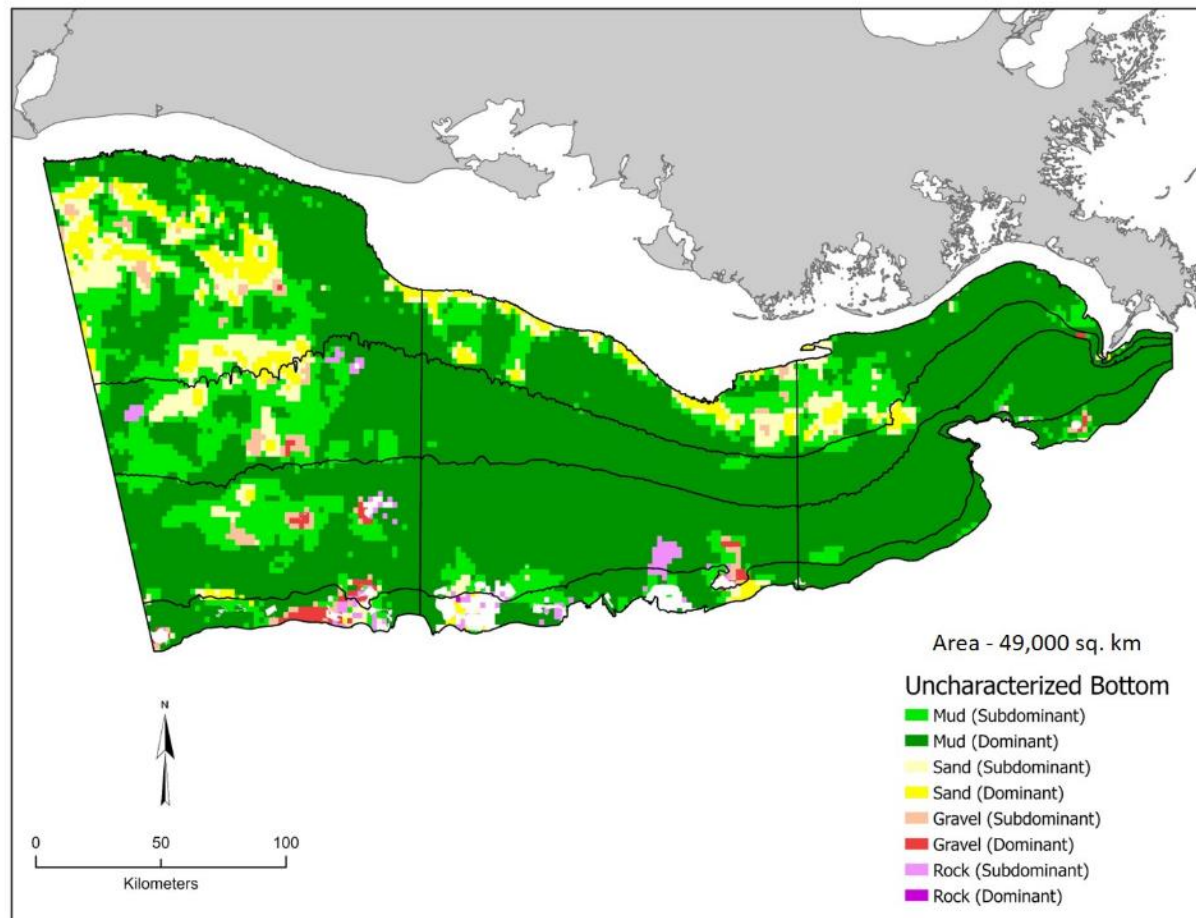 Area - 49,000 sq. km
Uncharacterized Bottom
Mud (Subdominant)
Mud (Dominant)
Sand (Subdominant)
Sand (Dominant)
Gravel (Subdominant)
Gravel (Dominant)
Rock (Subdominant)
Rock (Dominant)
N
0 50 100
Kilometers